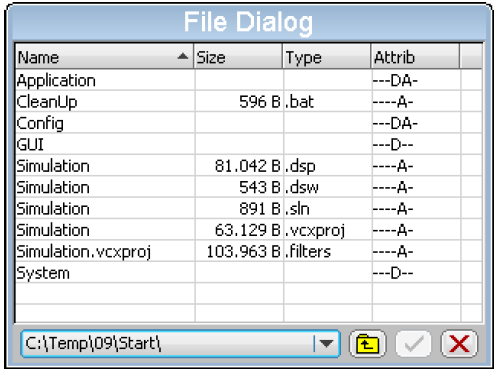 File Dialog
Name Size Type Attrib
Application ---DA-
CleanUp 596 B .bat ----A-
Config ---DA-
GUI ---D--
Simulation 81.042 B .dsp ----A-
Simulation 543 B .dsw ----A-
Simulation 891 B .sln ----A-
Simulation 63.129 B .vcxproj ----A-
Simulation.vcxproj 103.963 B .filters ----A-
System ---D--
C:\Temp\09\Start\